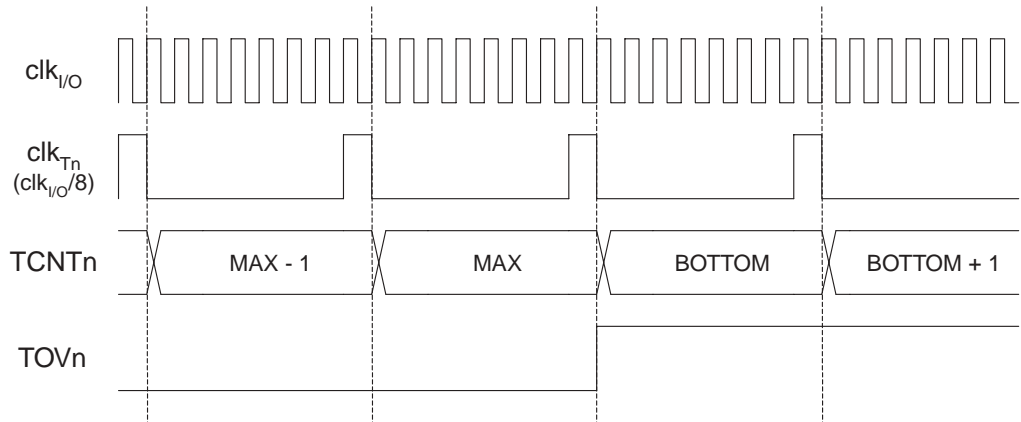 clkI/O
clkTn
(clkI/O/8)
TCNTn MAX - 1 MAX BOTTOM BOTTOM + 1
TOVn